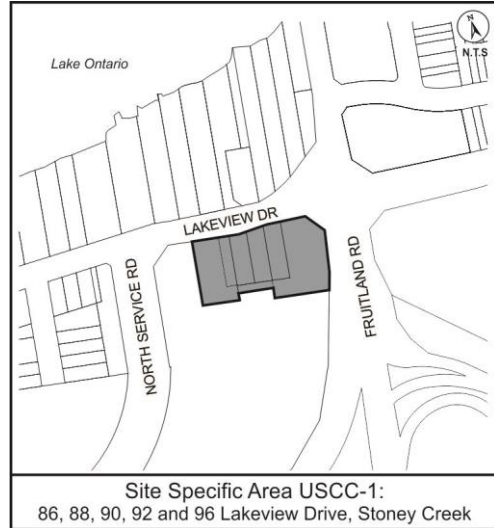 N
N.T.S
Lake Ontario
LAKEVIEW DR
NORTH SERVICE RD
FRUITLAND RD
Site Specific Area USCC-1:
86, 88, 90, 92 and 96 Lakeview Drive, Stoney Creek